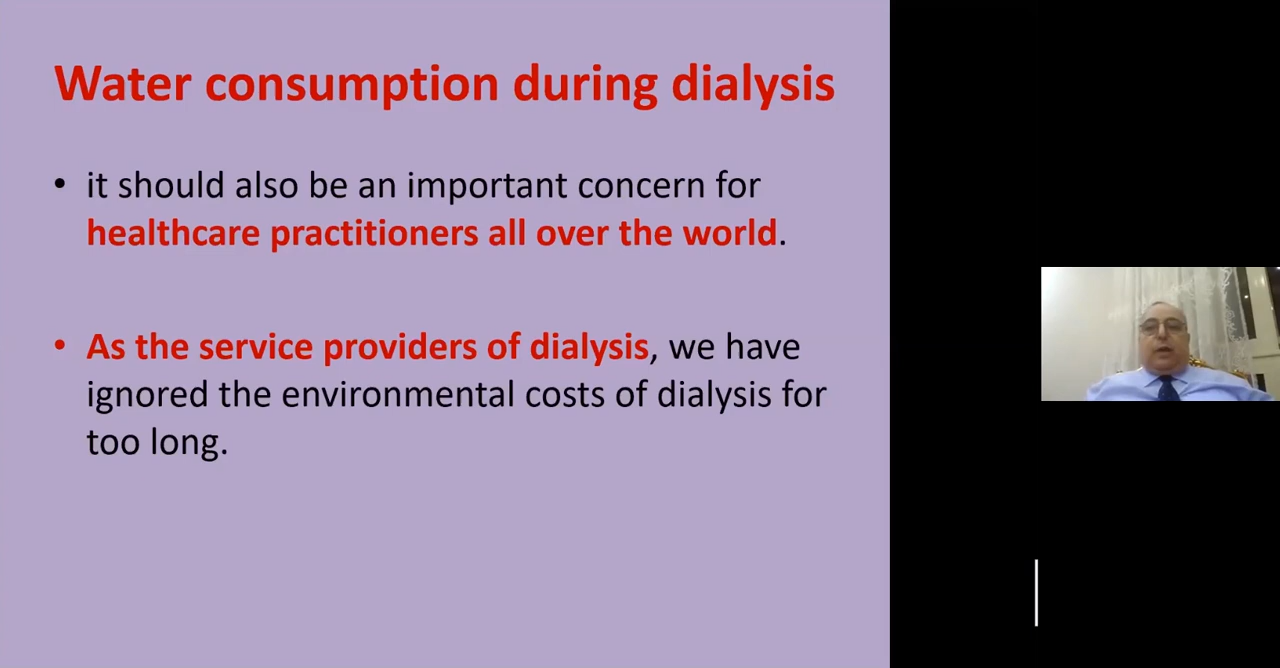 Water consumption during dialysis
• it should also be an important concern for
healthcare practitioners all over the world.
• As the service providers of dialysis, we have
ignored the environmental costs of dialysis for
too long.